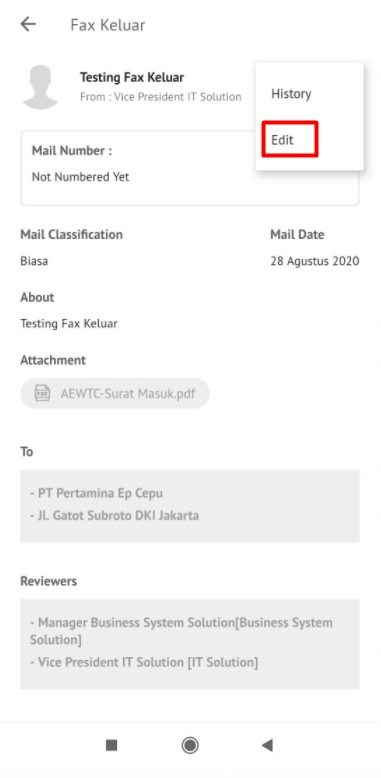 Fax Keluar
Testing Fax Keluar
From : Vice President IT Solution
History
Edit
Mail Number :
Not Numbered Yet
Mail Classification
Mail Date
Biasa
28 Agustus 2020
About
Testing Fax Keluar
Attachment
PDF
AEWTC-Surat Masuk.pdf
To
- PT Pertamina Ep Cepu
- JL. Gatot Subroto DKI Jakarta
Reviewers
- Manager Business System Solution[Business System
Solution]
- Vice President IT Solution [IT Solution]